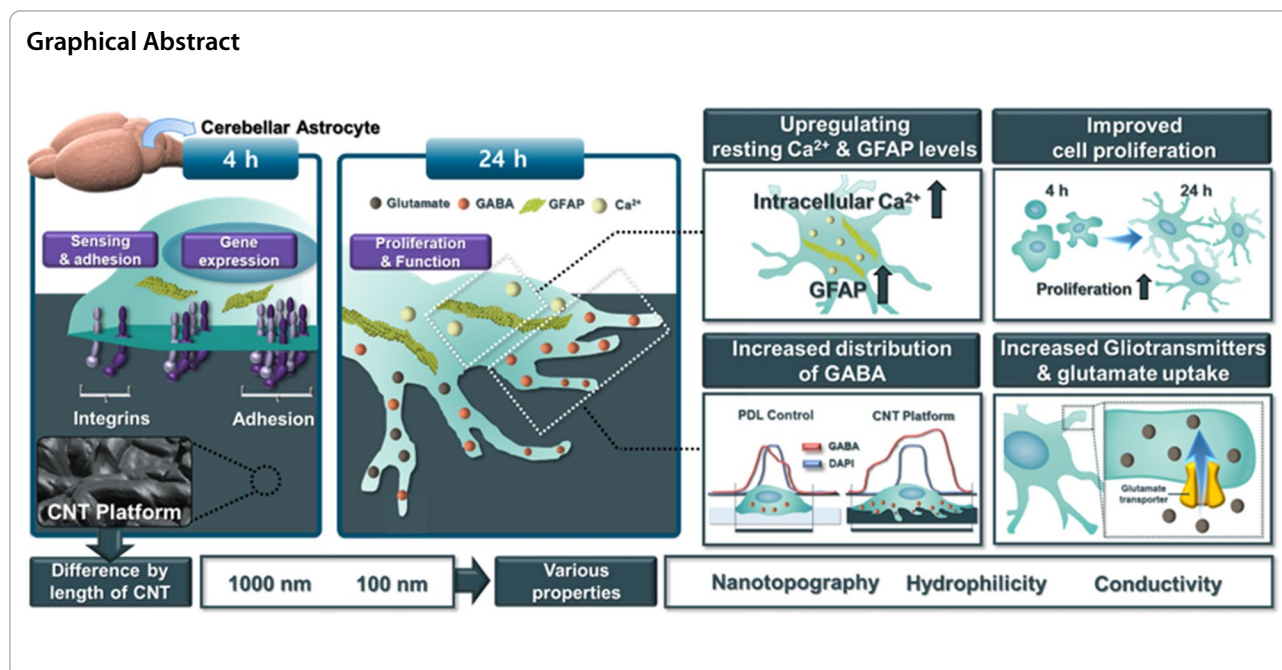 Graphical Abstract
Cerebellar Astrocyte
4 h
Sensing
& adhesion
Gene
expression
Integrins
Adhesion
CNT Platform
24 h
Glutamate
GABA
GFAP
Ca²⁺
Proliferation
& Function
Upregulating
resting Ca²⁺ & GFAP levels
Intracellular Ca²⁺
GFAP
Improved
cell proliferation
4 h
24 h
Proliferation
Increased distribution
of GABA
PDL Control
CNT Platform
GABA
DAPI
Increased Gliotransmitters
& glutamate uptake
Glutamate
transporter
Difference by
length of CNT
1000 nm
100 nm
Various
properties
Nanotopography
Hydrophilicity
Conductivity